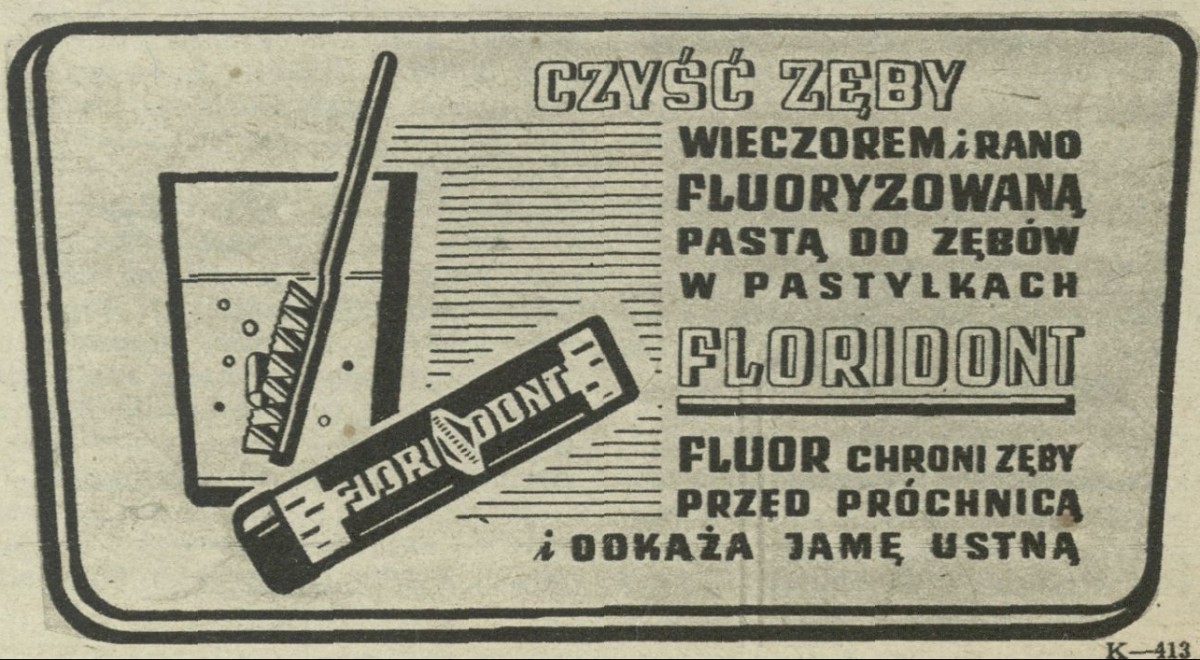 CZYŚĆ ZĘBY
WIECZOREM i RANO
FLUORYZOWANĄ
PASTĄ DO ZĘBÓW
W PASTYLKACH
FLORIDONT
FLORIDONT
FLUOR CHRONI ZĘBY
PRZED PRÓCHNICĄ
i ODKAŻA JAMĘ USTNĄ
K—413